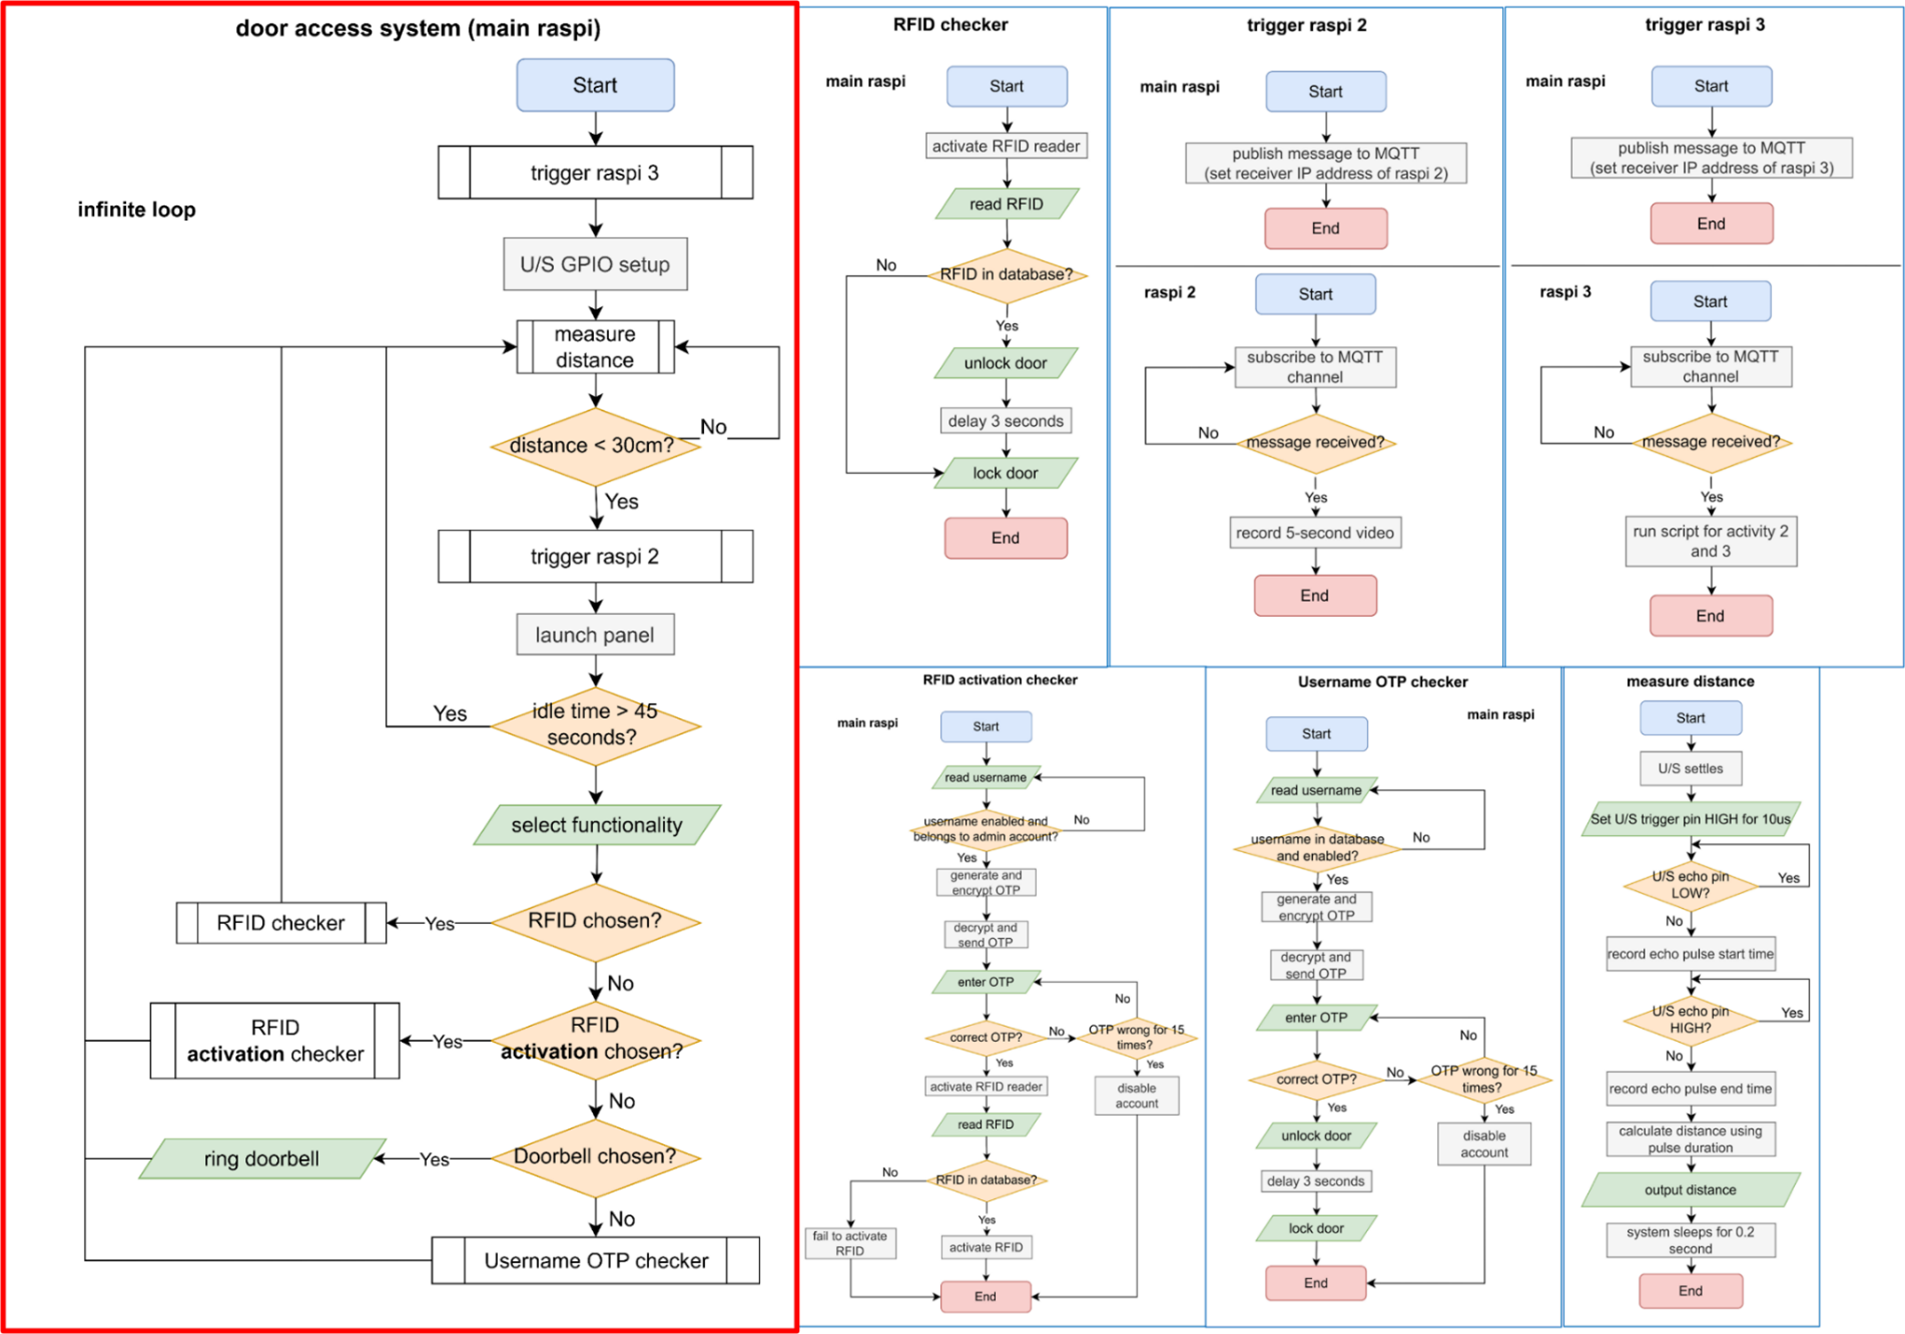 door access system (main raspi)
Start
trigger raspi 3
infinite loop
U/S GPIO setup
measure
distance
No
distance < 30cm?
Yes
trigger raspi 2
launch panel
Yes
idle time > 45
seconds?
select functionality
RFID checker
Yes
RFID chosen?
No
RFID
activation checker
Yes
RFID
activation chosen?
No
ring doorbell
Yes
Doorbell chosen?
No
Username OTP checker
RFID checker
main raspi
Start
activate RFID reader
read RFID
No
RFID in database?
Yes
unlock door
delay 3 seconds
lock door
End
trigger raspi 2
main raspi
Start
publish message to MQTT
(set receiver IP address of raspi 2)
End
raspi 2
Start
subscribe to MQTT
channel
No
message received?
Yes
record 5-second video
End
trigger raspi 3
main raspi
Start
publish message to MQTT
(set receiver IP address of raspi 3)
End
raspi 3
Start
subscribe to MQTT
channel
No
message received?
Yes
run script for activity 2
and 3
End
RFID activation checker
main raspi
Start
read username
username enabled and
belongs to admin account?
No
Yes
generate and
encrypt OTP
decrypt and
send OTP
enter OTP
No
correct OTP?
No
OTP wrong for 15
times?
Yes
Yes
activate RFID reader
disable
account
read RFID
No
RFID in database?
Yes
fail to activate
RFID
activate RFID
End
Username OTP checker
main raspi
Start
read username
username in database
and enabled?
No
Yes
generate and
encrypt OTP
decrypt and
send OTP
enter OTP
No
correct OTP?
No
OTP wrong for 15
times?
Yes
Yes
unlock door
disable
account
delay 3 seconds
lock door
End
measure distance
Start
U/S settles
Set U/S trigger pin HIGH for 10us
U/S echo pin
LOW?
Yes
No
record echo pulse start time
U/S echo pin
HIGH?
Yes
No
record echo pulse end time
calculate distance using
pulse duration
output distance
system sleeps for 0.2
second
End